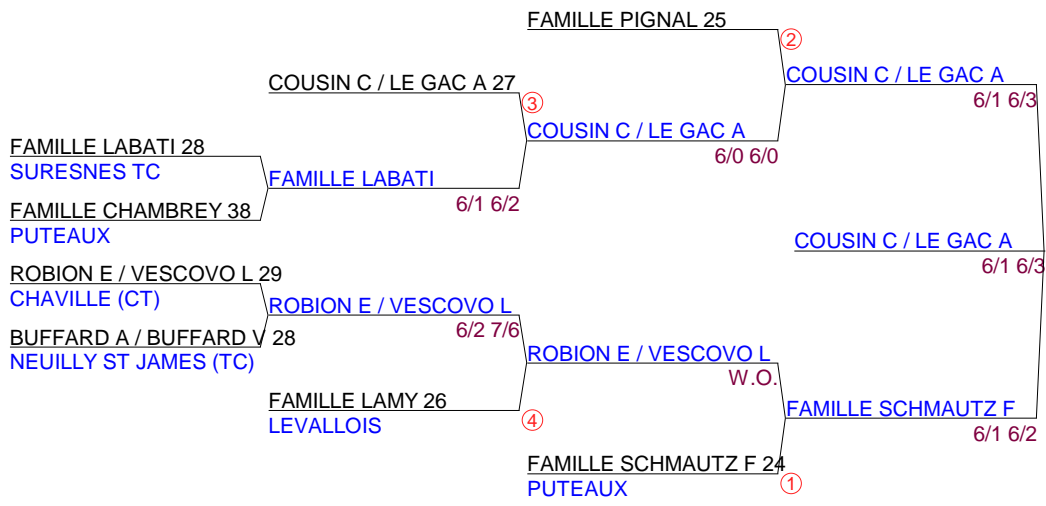 FAMILLE PIGNAL 25
②
COUSIN C / LE GAC A
6/1 6/3
COUSIN C / LE GAC A 27
③
COUSIN C / LE GAC A
6/0 6/0
FAMILLE LABATI 28
SURESNES TC
FAMILLE LABATI
6/1 6/2
FAMILLE CHAMBREY 38
PUTEAUX
COUSIN C / LE GAC A
6/1 6/3
ROBION E / VESCOVO L 29
CHAVILLE (CT)
ROBION E / VESCOVO L
6/2 7/6
BUFFARD A / BUFFARD V 28
NEUILLY ST JAMES (TC)
ROBION E / VESCOVO L
W.O.
FAMILLE LAMY 26
LEVALLOIS
④
FAMILLE SCHMAUTZ F
6/1 6/2
FAMILLE SCHMAUTZ F 24
PUTEAUX
①